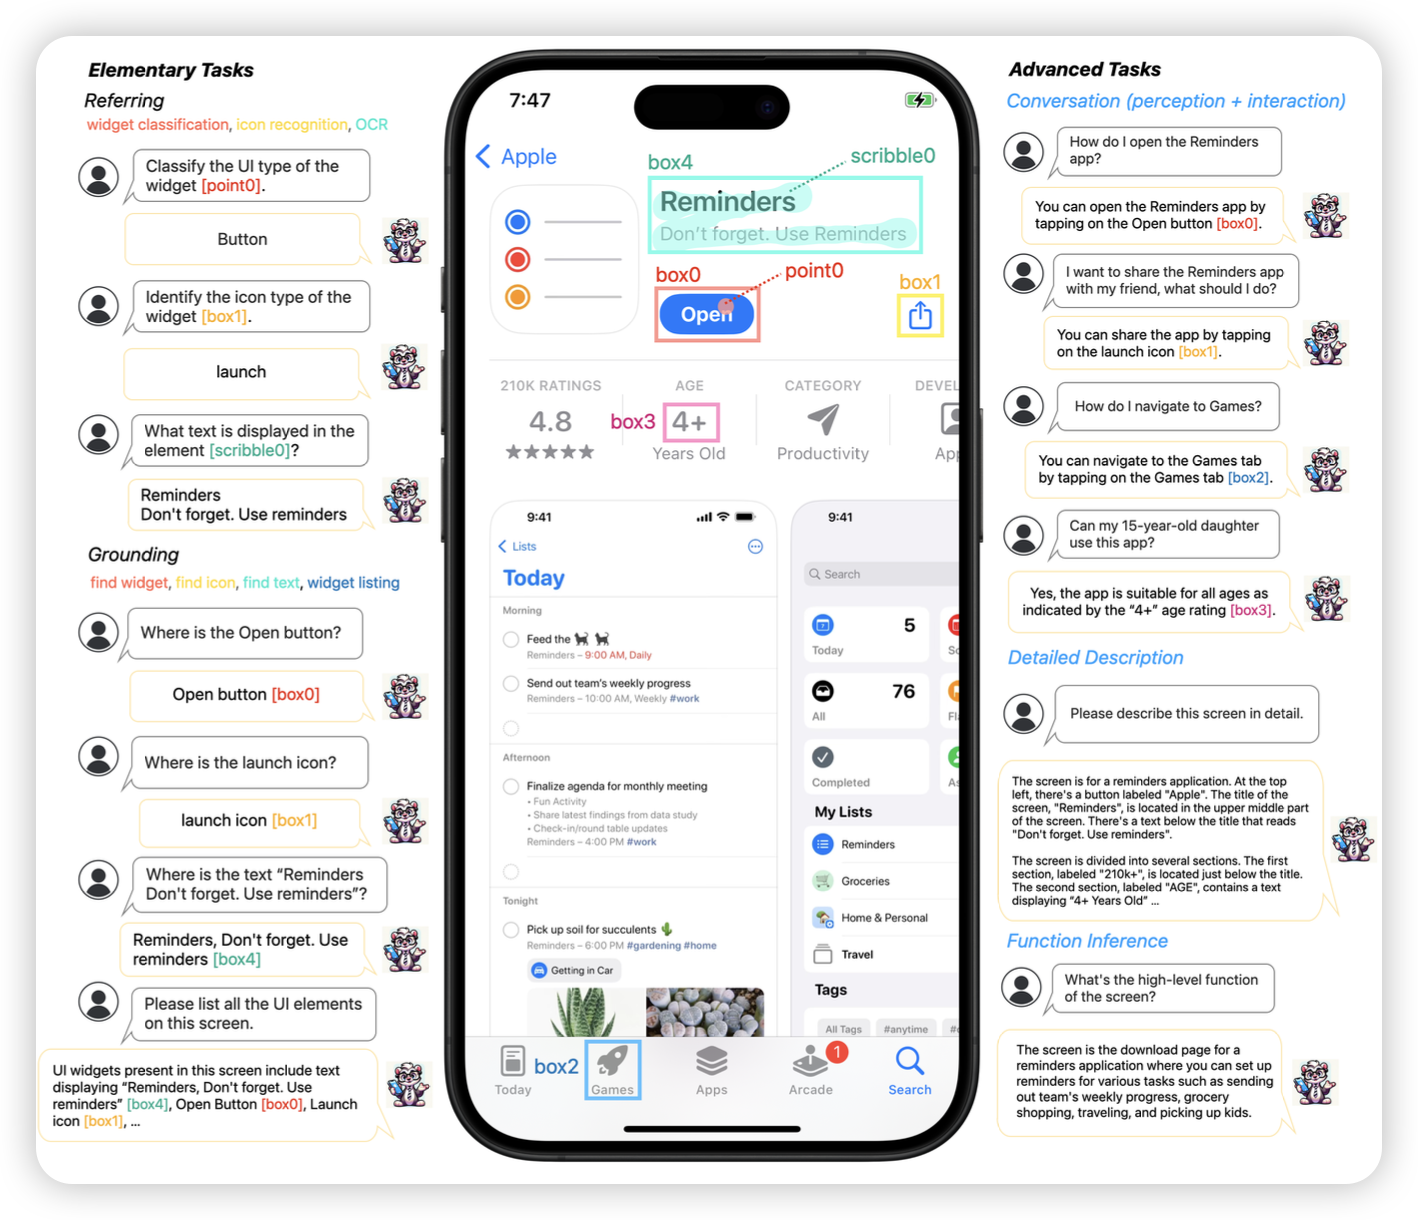 Elementary Tasks
Referring
widget classification, icon recognition, OCR
Classify the UI type of the
widget [point0].
Button
Identify the icon type of the
widget [box1].
launch
What text is displayed in the
element [scribble0]?
Reminders
Don't forget. Use reminders
Grounding
find widget, find icon, find text, widget listing
Where is the Open button?
Open button [box0]
Where is the launch icon?
launch icon [box1]
Where is the text “Reminders
Don't forget. Use reminders”?
Reminders, Don't forget. Use
reminders [box4]
Please list all the UI elements
on this screen.
UI widgets present in this screen include text
displaying “Reminders, Don't forget. Use
reminders” [box4], Open Button [box0], Launch
icon [box1], ...
7:47
Apple
box4
scribble0
Reminders
Don't forget. Use Reminders
box0
point0
box1
Open
210K RATINGS
4.8
AGE
box3
4+
Years Old
CATEGORY
Productivity
DEVEL
App
9:41
Lists
Today
Morning
Feed the
Reminders – 9:00 AM, Daily
Send out team's weekly progress
Reminders – 10:00 AM, Weekly #work
Afternoon
Finalize agenda for monthly meeting
• Fun Activity
• Share latest findings from data study
• Check-in/round table updates
Reminders – 4:00 PM #work
Tonight
Pick up soil for succulents
Reminders – 6:00 PM #gardening #home
Getting in Car
9:41
Search
5
Today
Sc
76
All
Fl
Completed
As
My Lists
Reminders
Groceries
Home & Personal
Travel
Tags
All Tags
#anytime
Today
box2
Games
Apps
Arcade
1
Search
Advanced Tasks
Conversation (perception + interaction)
How do I open the Reminders
app?
You can open the Reminders app by
tapping on the Open button [box0].
I want to share the Reminders app
with my friend, what should I do?
You can share the app by tapping
on the launch icon [box1].
How do I navigate to Games?
You can navigate to the Games tab
by tapping on the Games tab [box2].
Can my 15-year-old daughter
use this app?
Yes, the app is suitable for all ages as
indicated by the “4+” age rating [box3].
Detailed Description
Please describe this screen in detail.
The screen is for a reminders application. At the top
left, there's a button labeled "Apple". The title of the
screen, "Reminders", is located in the upper middle part
of the screen. There's a text below the title that reads
"Don't forget. Use reminders".
The screen is divided into several sections. The first
section, labeled "210k+", is located just below the title.
The second section, labeled "AGE", contains a text
displaying “4+ Years Old” ...
Function Inference
What's the high-level function
of the screen?
The screen is the download page for a
reminders application where you can set up
reminders for various tasks such as sending
out team's weekly progress, grocery
shopping, traveling, and picking up kids.